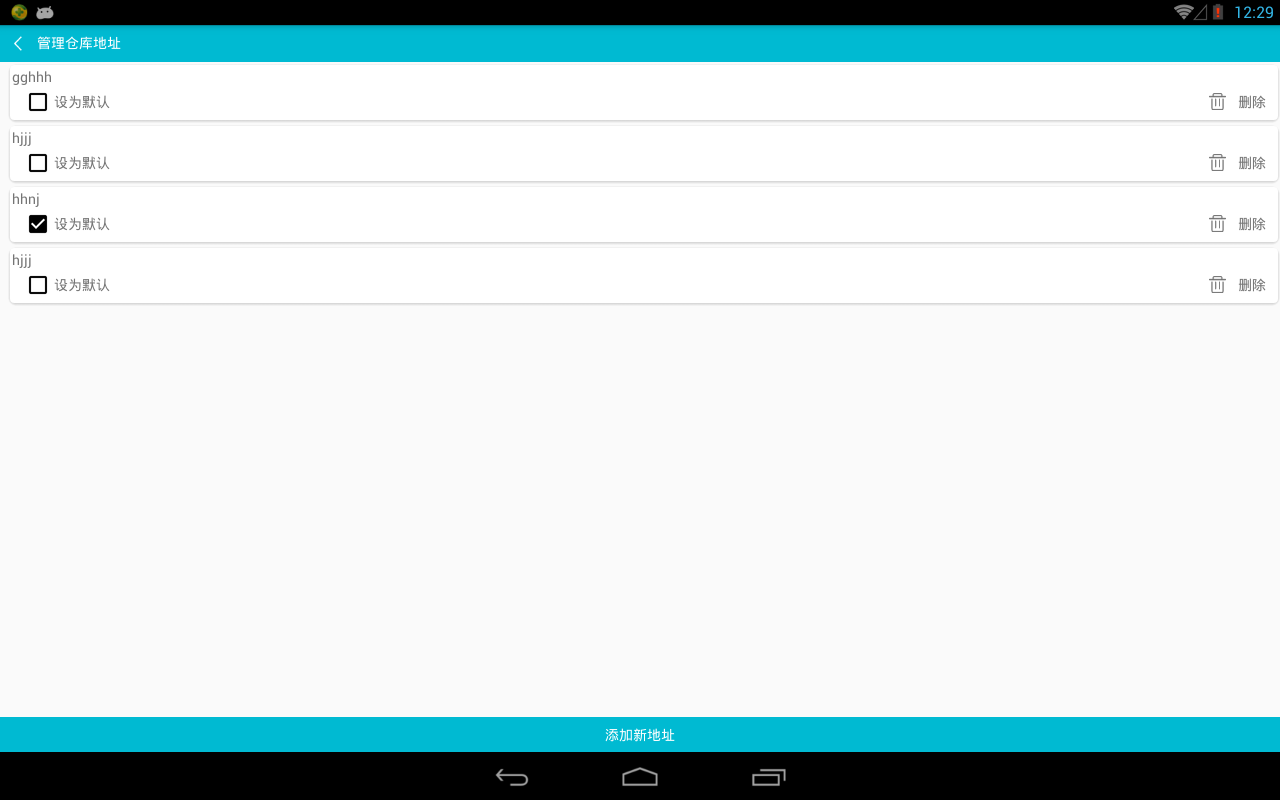 12:29
管理仓库地址
gghhh
设为默认 删除
hjjj
设为默认 删除
hhnj
设为默认 删除
hjjj
设为默认 删除
添加新地址